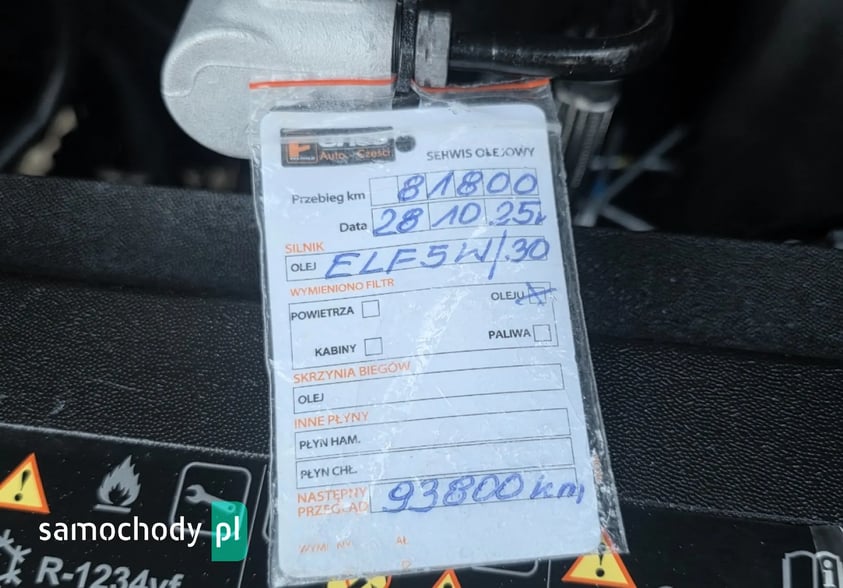 Auto - Części
SERWIS OLEJOWY
Przebieg km 81800
Data 28 10 25r
SILNIK
OLEJ ELF 5W/30
WYMIENIONO FILTR
POWIETRZA OLEJU
KABINY PALIWA
SKRZYNIA BIEGÓW
OLEJ
INNE PŁYNY
PŁYN HAM.
PŁYN CHŁ.
NASTĘPNY PRZEGLĄD 93800 km
samochody pl
R-1234yf